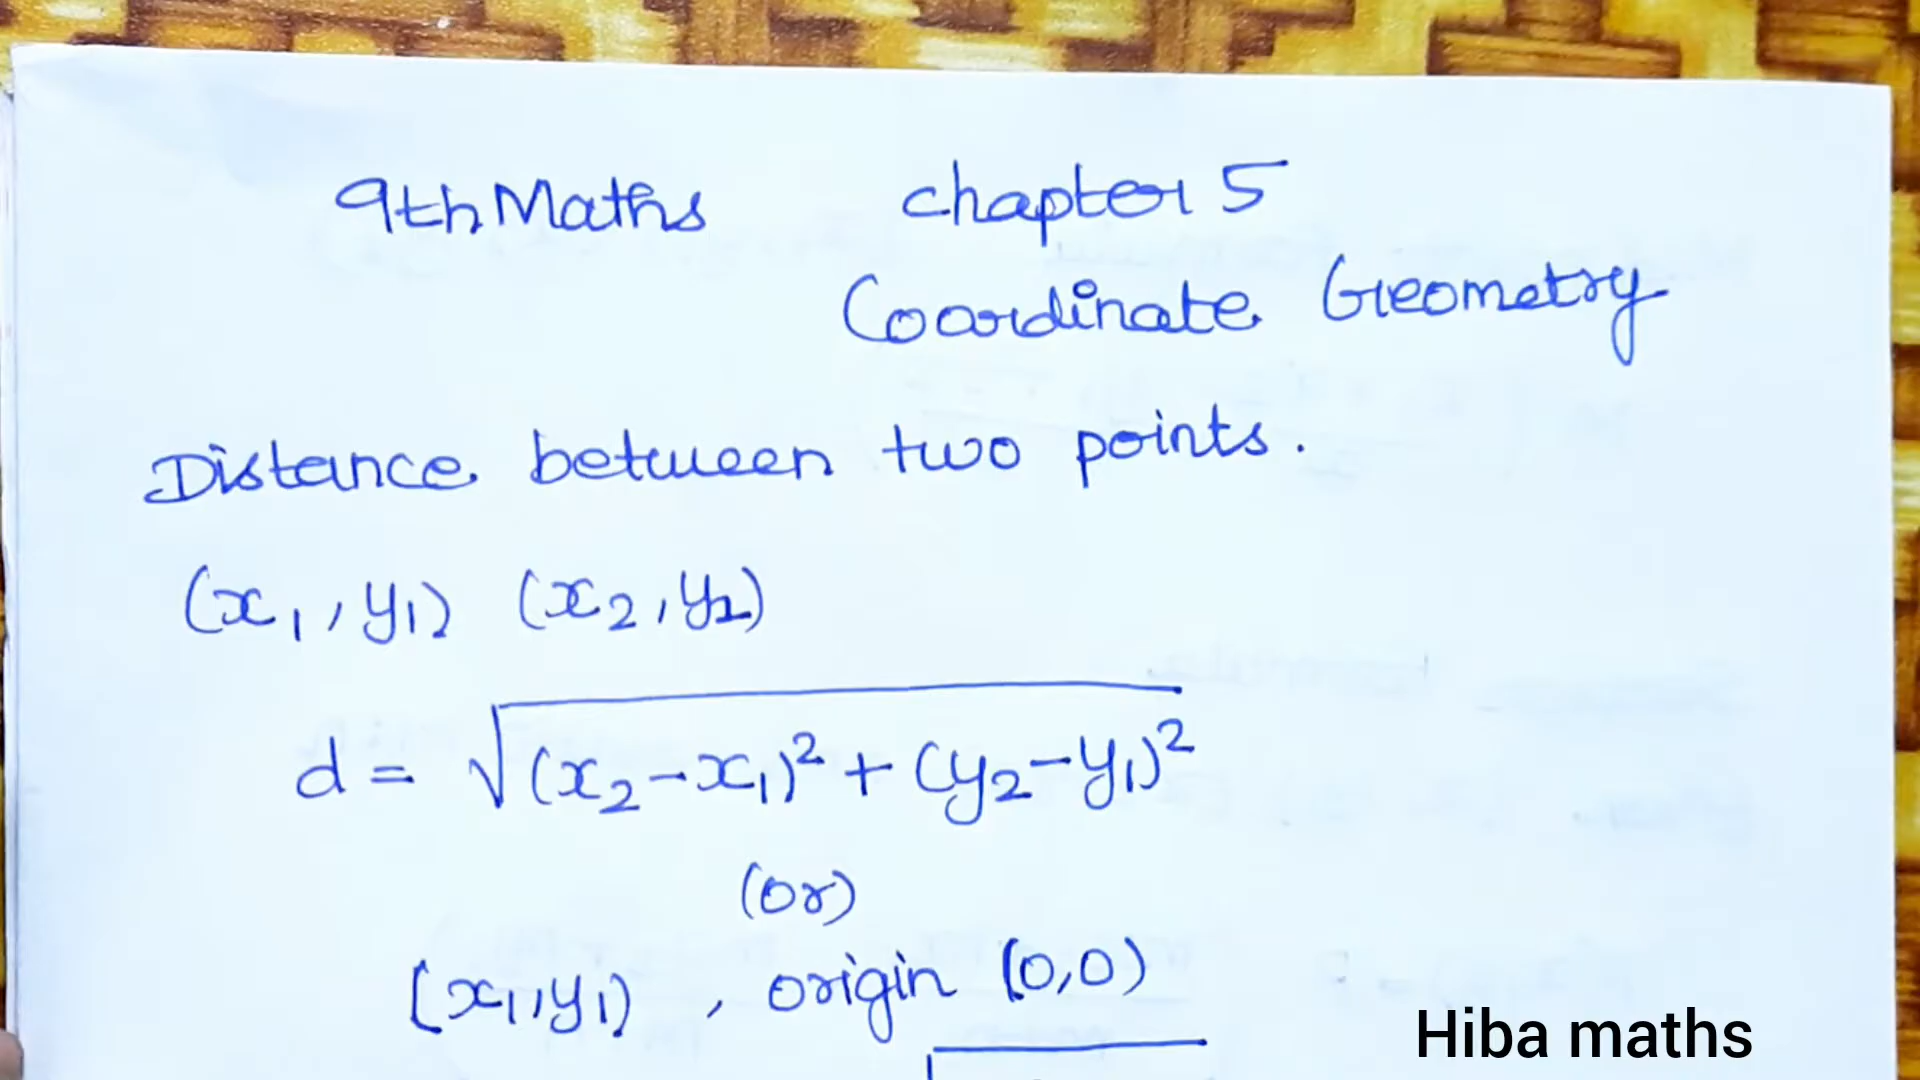 9th Maths chapter 5
Coordinate Geometry
Distance between two points.
(x₁, y₁) (x₂, y₂)
d = √(x₂-x₁)² + (y₂-y₁)²
(or)
(x₁, y₁) , origin (0,0)
Hiba maths